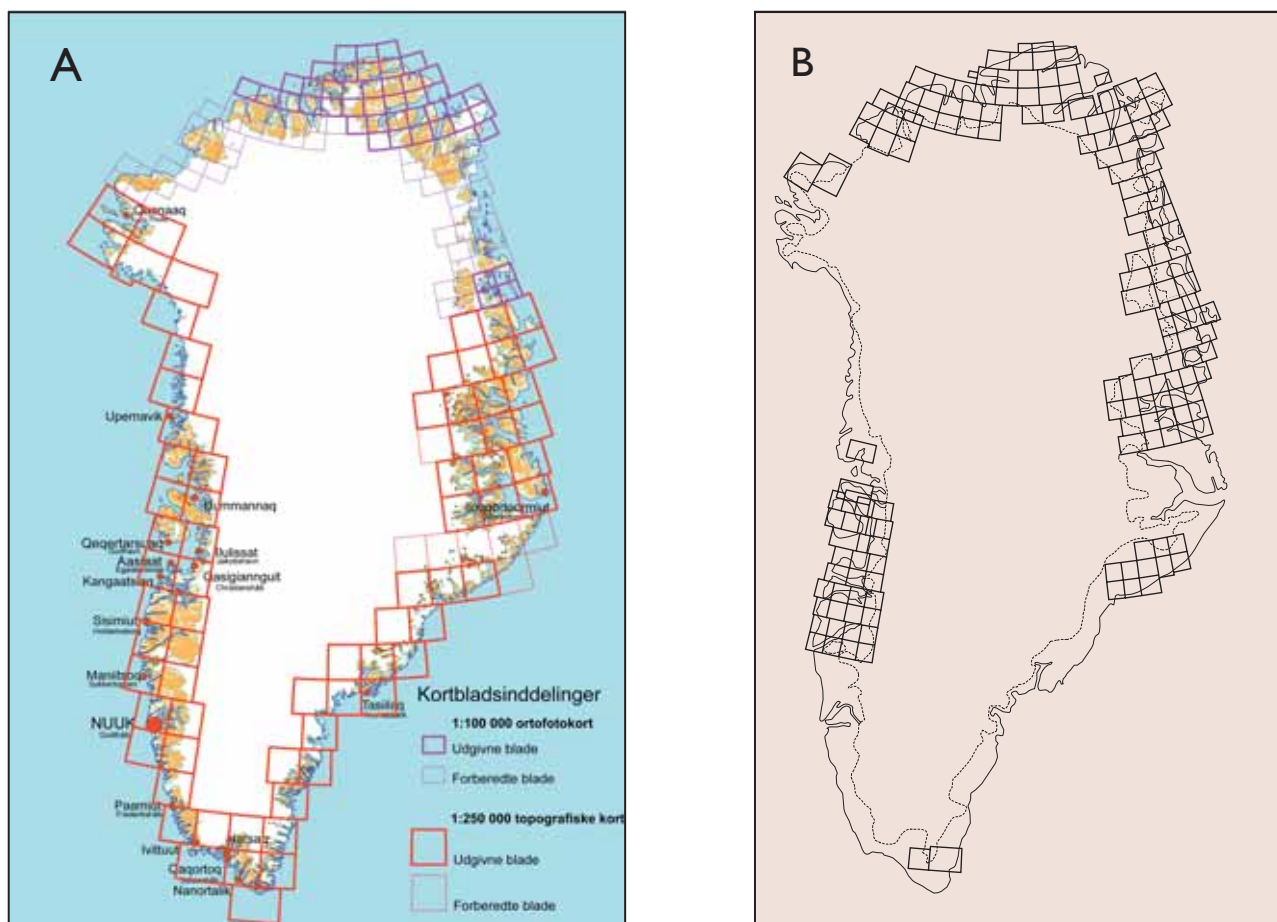 A
B
Qaanaaq
Upernavik
Uummannaq
Qeqertarsuaq
Ilulissat
Aasiaat
Qasigiannguit
Kangaatsiaq
Sisimiut
Maniitsoq
NUUK
Paamiut
Ivittuut
Narsaq
Qaqortoq
Nanortalik
Tasiilaq
Kortbladsinddelinger
1:100 000 ortofotokort
Udgivne blade
Forberedte blade
1:250 000 topografiske kort
Udgivne blade
Forberedte blade